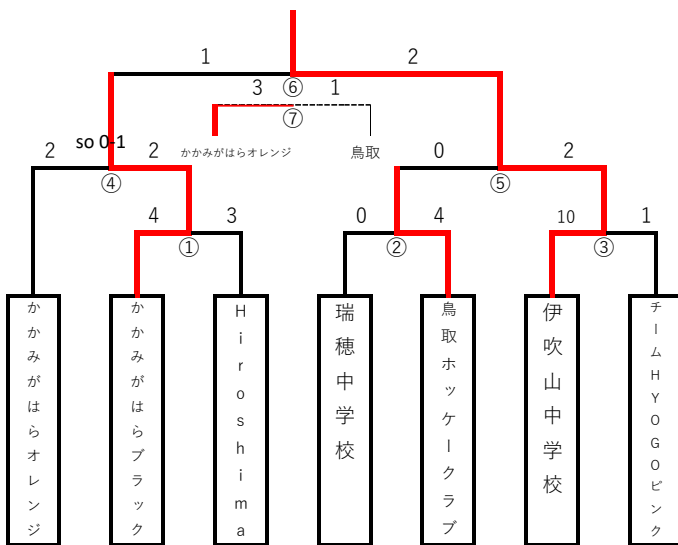 1 2
3 ⑥ 1
⑦
かかみがはらオレンジ 鳥取
2 so 0-1 2 0 2
④ ⑤
4 3 0 4 10 1
① ② ③
かかみがはらオレンジ
かかみがはらブラック
Hiroshima
瑞穂中学校
鳥取ホッケークラブ
伊吹山中学校
チームHYOGOピンク